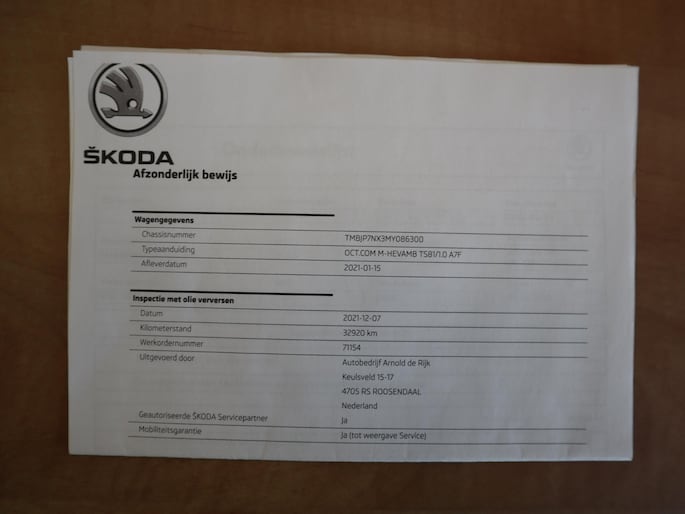 ŠKODA
Afzonderlijk bewijs
Wagengegevens
Chassisnummer TMBJP7NX3MY086300
Typeaanduiding OCT.COM M-HEVAMB TS81/1.0 A7F
Afleverdatum 2021-01-15
Inspectie met olie verversen
Datum 2021-12-07
Kilometerstand 32920 km
Werkordernummer 71154
Uitgevoerd door Autobedrijf Arnold de Rijk
Keulsveld 15-17
4705 RS ROOSENDAAL
Nederland
Geautoriseerde ŠKODA Servicepartner Ja
Mobiliteitsgarantie Ja (tot weergave Service)